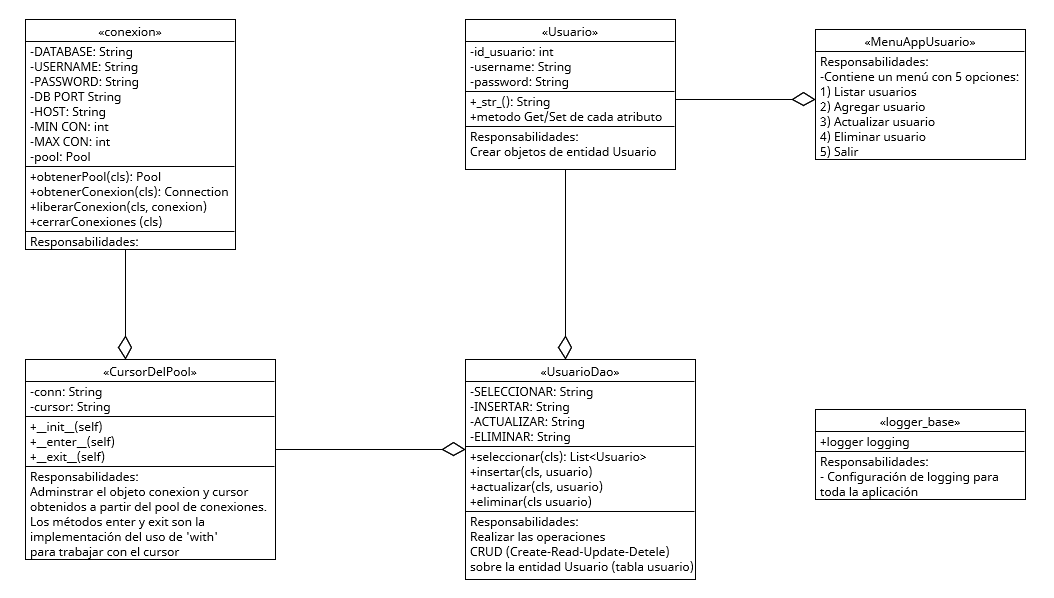 «conexion»
-DATABASE: String
-USERNAME: String
-PASSWORD: String
-DB PORT String
-HOST: String
-MIN CON: int
-MAX CON: int
-pool: Pool
+obtenerPool(cls): Pool
+obtenerConexion(cls): Connection
+liberarConexion(cls, conexion)
+cerrarConexiones (cls)
Responsabilidades:
«Usuario»
-id_usuario: int
-username: String
-password: String
+_str_(): String
+metodo Get/Set de cada atributo
Responsabilidades:
Crear objetos de entidad Usuario
«MenuAppUsuario»
Responsabilidades:
-Contiene un menú con 5 opciones:
1) Listar usuarios
2) Agregar usuario
3) Actualizar usuario
4) Eliminar usuario
5) Salir
«CursorDelPool»
-conn: String
-cursor: String
+__init__(self)
+__enter__(self)
+__exit__(self)
Responsabilidades:
Adminstrar el objeto conexion y cursor
obtenidos a partir del pool de conexiones.
Los métodos enter y exit son la
implementación del uso de 'with'
para trabajar con el cursor
«UsuarioDao»
-SELECCIONAR: String
-INSERTAR: String
-ACTUALIZAR: String
-ELIMINAR: String
+seleccionar(cls): List<Usuario>
+insertar(cls, usuario)
+actualizar(cls, usuario)
+eliminar(cls usuario)
Responsabilidades:
Realizar las operaciones
CRUD (Create-Read-Update-Detele)
sobre la entidad Usuario (tabla usuario)
«logger_base»
+logger logging
Responsabilidades:
- Configuración de logging para
toda la aplicación